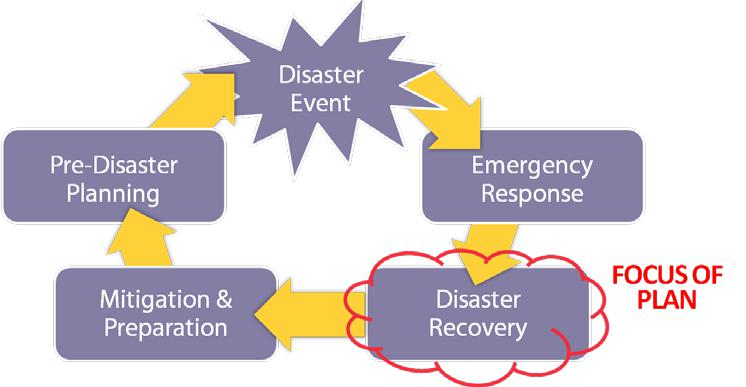 Disaster
Event
Pre-Disaster
Planning
Emergency
Response
Mitigation &
Preparation
Disaster
Recovery
FOCUS OF
PLAN